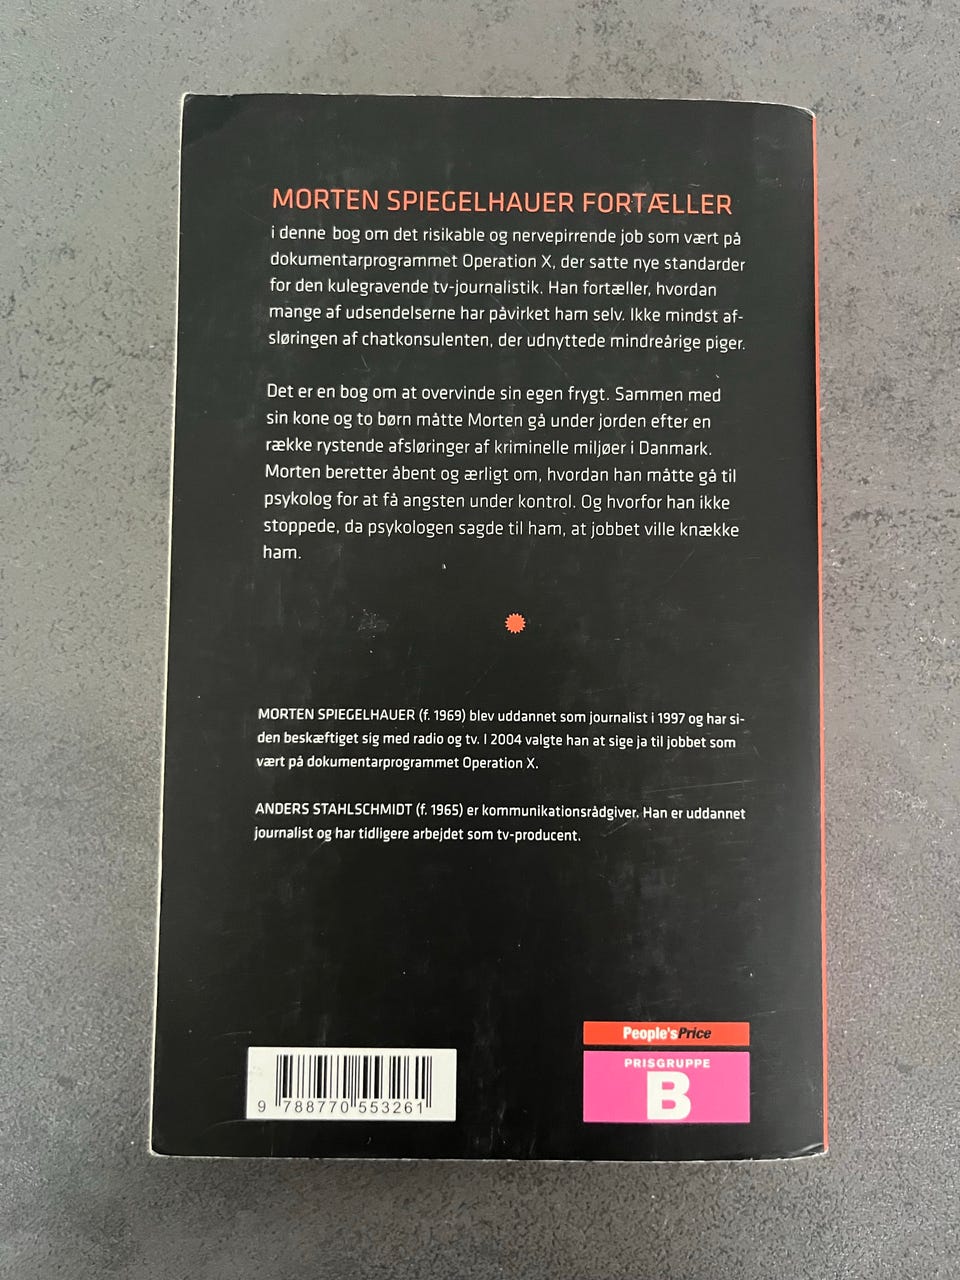 MORTEN SPIEGELHAUER FORTÆLLER
i denne bog om det risikable og nervepirrende job som vært på
dokumentarprogrammet Operation X, der satte nye standarder
for den kulegravende tv-journalistik. Han fortæller, hvordan
mange af udsendelserne har påvirket ham selv. Ikke mindst af-
sløringen af chatkonsulenten, der udnyttede mindreårige piger.
Det er en bog om at overvinde sin egen frygt. Sammen med
sin kone og to børn måtte Morten gå under jorden efter en
række rystende afsløringer af kriminelle miljøer i Danmark.
Morten beretter åbent og ærligt om, hvordan han måtte gå til
psykolog for at få angsten under kontrol. Og hvorfor han ikke
stoppede, da psykologen sagde til ham, at jobbet ville knække
ham.
MORTEN SPIEGELHAUER (f. 1969) blev uddannet som journalist i 1997 og har si-
den beskæftiget sig med radio og tv. I 2004 valgte han at sige ja til jobbet som
vært på dokumentarprogrammet Operation X.
ANDERS STAHLSCHMIDT (f. 1965) er kommunikationsrådgiver. Han er uddannet
journalist og har tidligere arbejdet som tv-producent.
People'sPrice
PRISGRUPPE
B
9 788770 553261